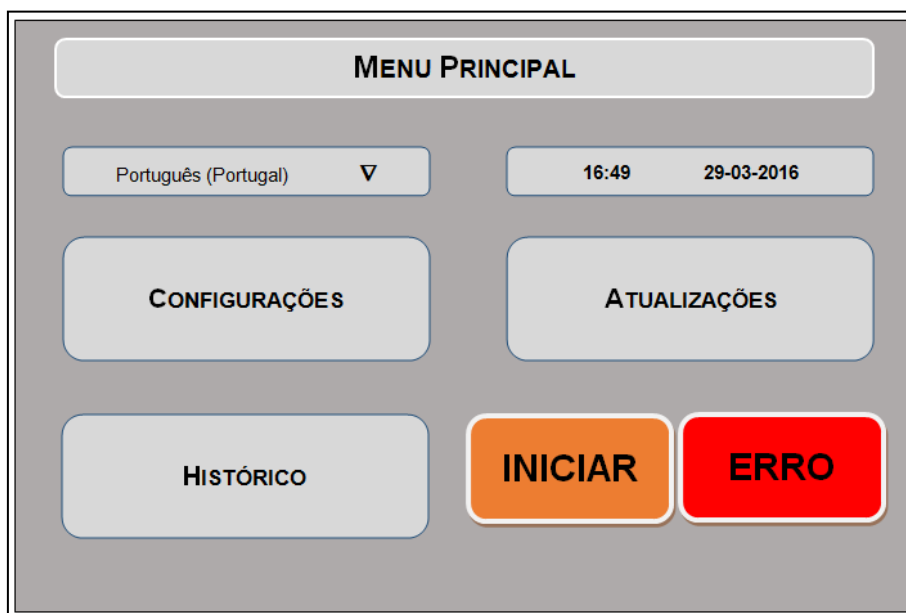 MENU PRINCIPAL
Português (Portugal) ∇
16:49 29-03-2016
CONFIGURAÇÕES
ATUALIZAÇÕES
HISTÓRICO
INICIAR
ERRO